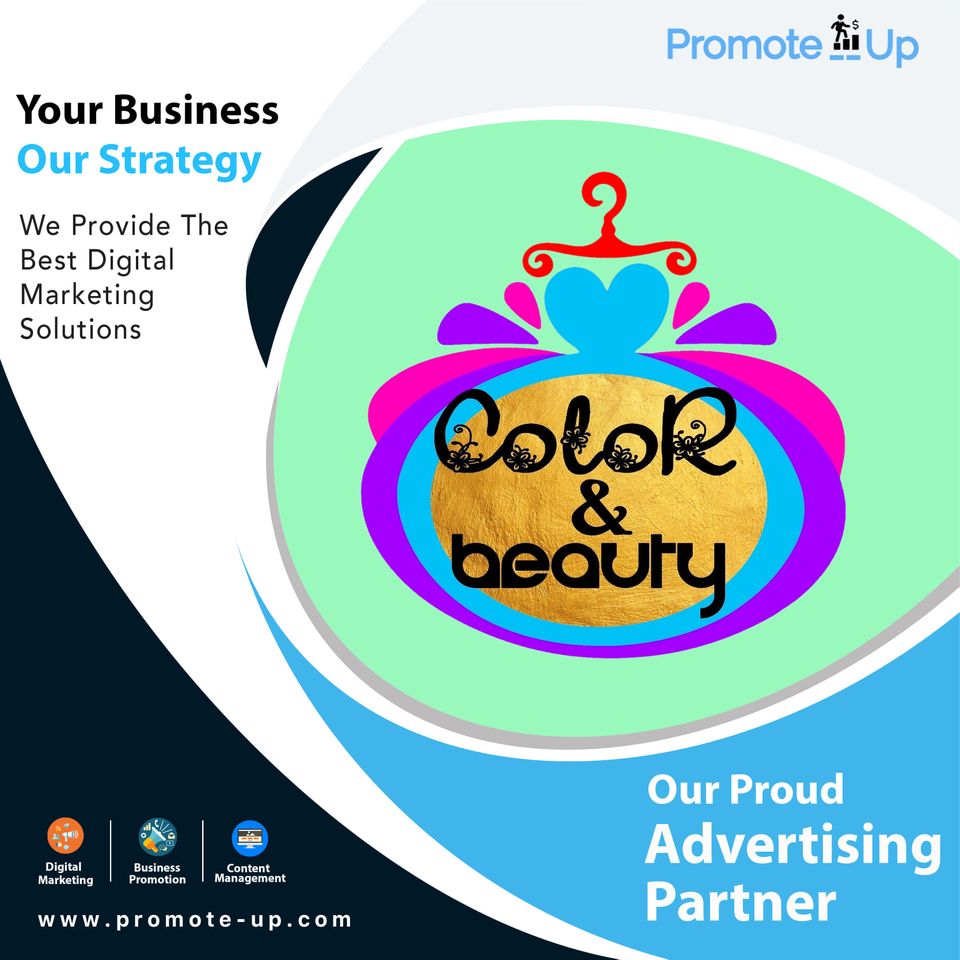 Promote Up
Your Business
Our Strategy
We Provide The
Best Digital
Marketing
Solutions
ColoR
&
beauty
Our Proud
Advertising
Partner
Digital
Marketing
Business
Promotion
Content
Management
www.promote-up.com